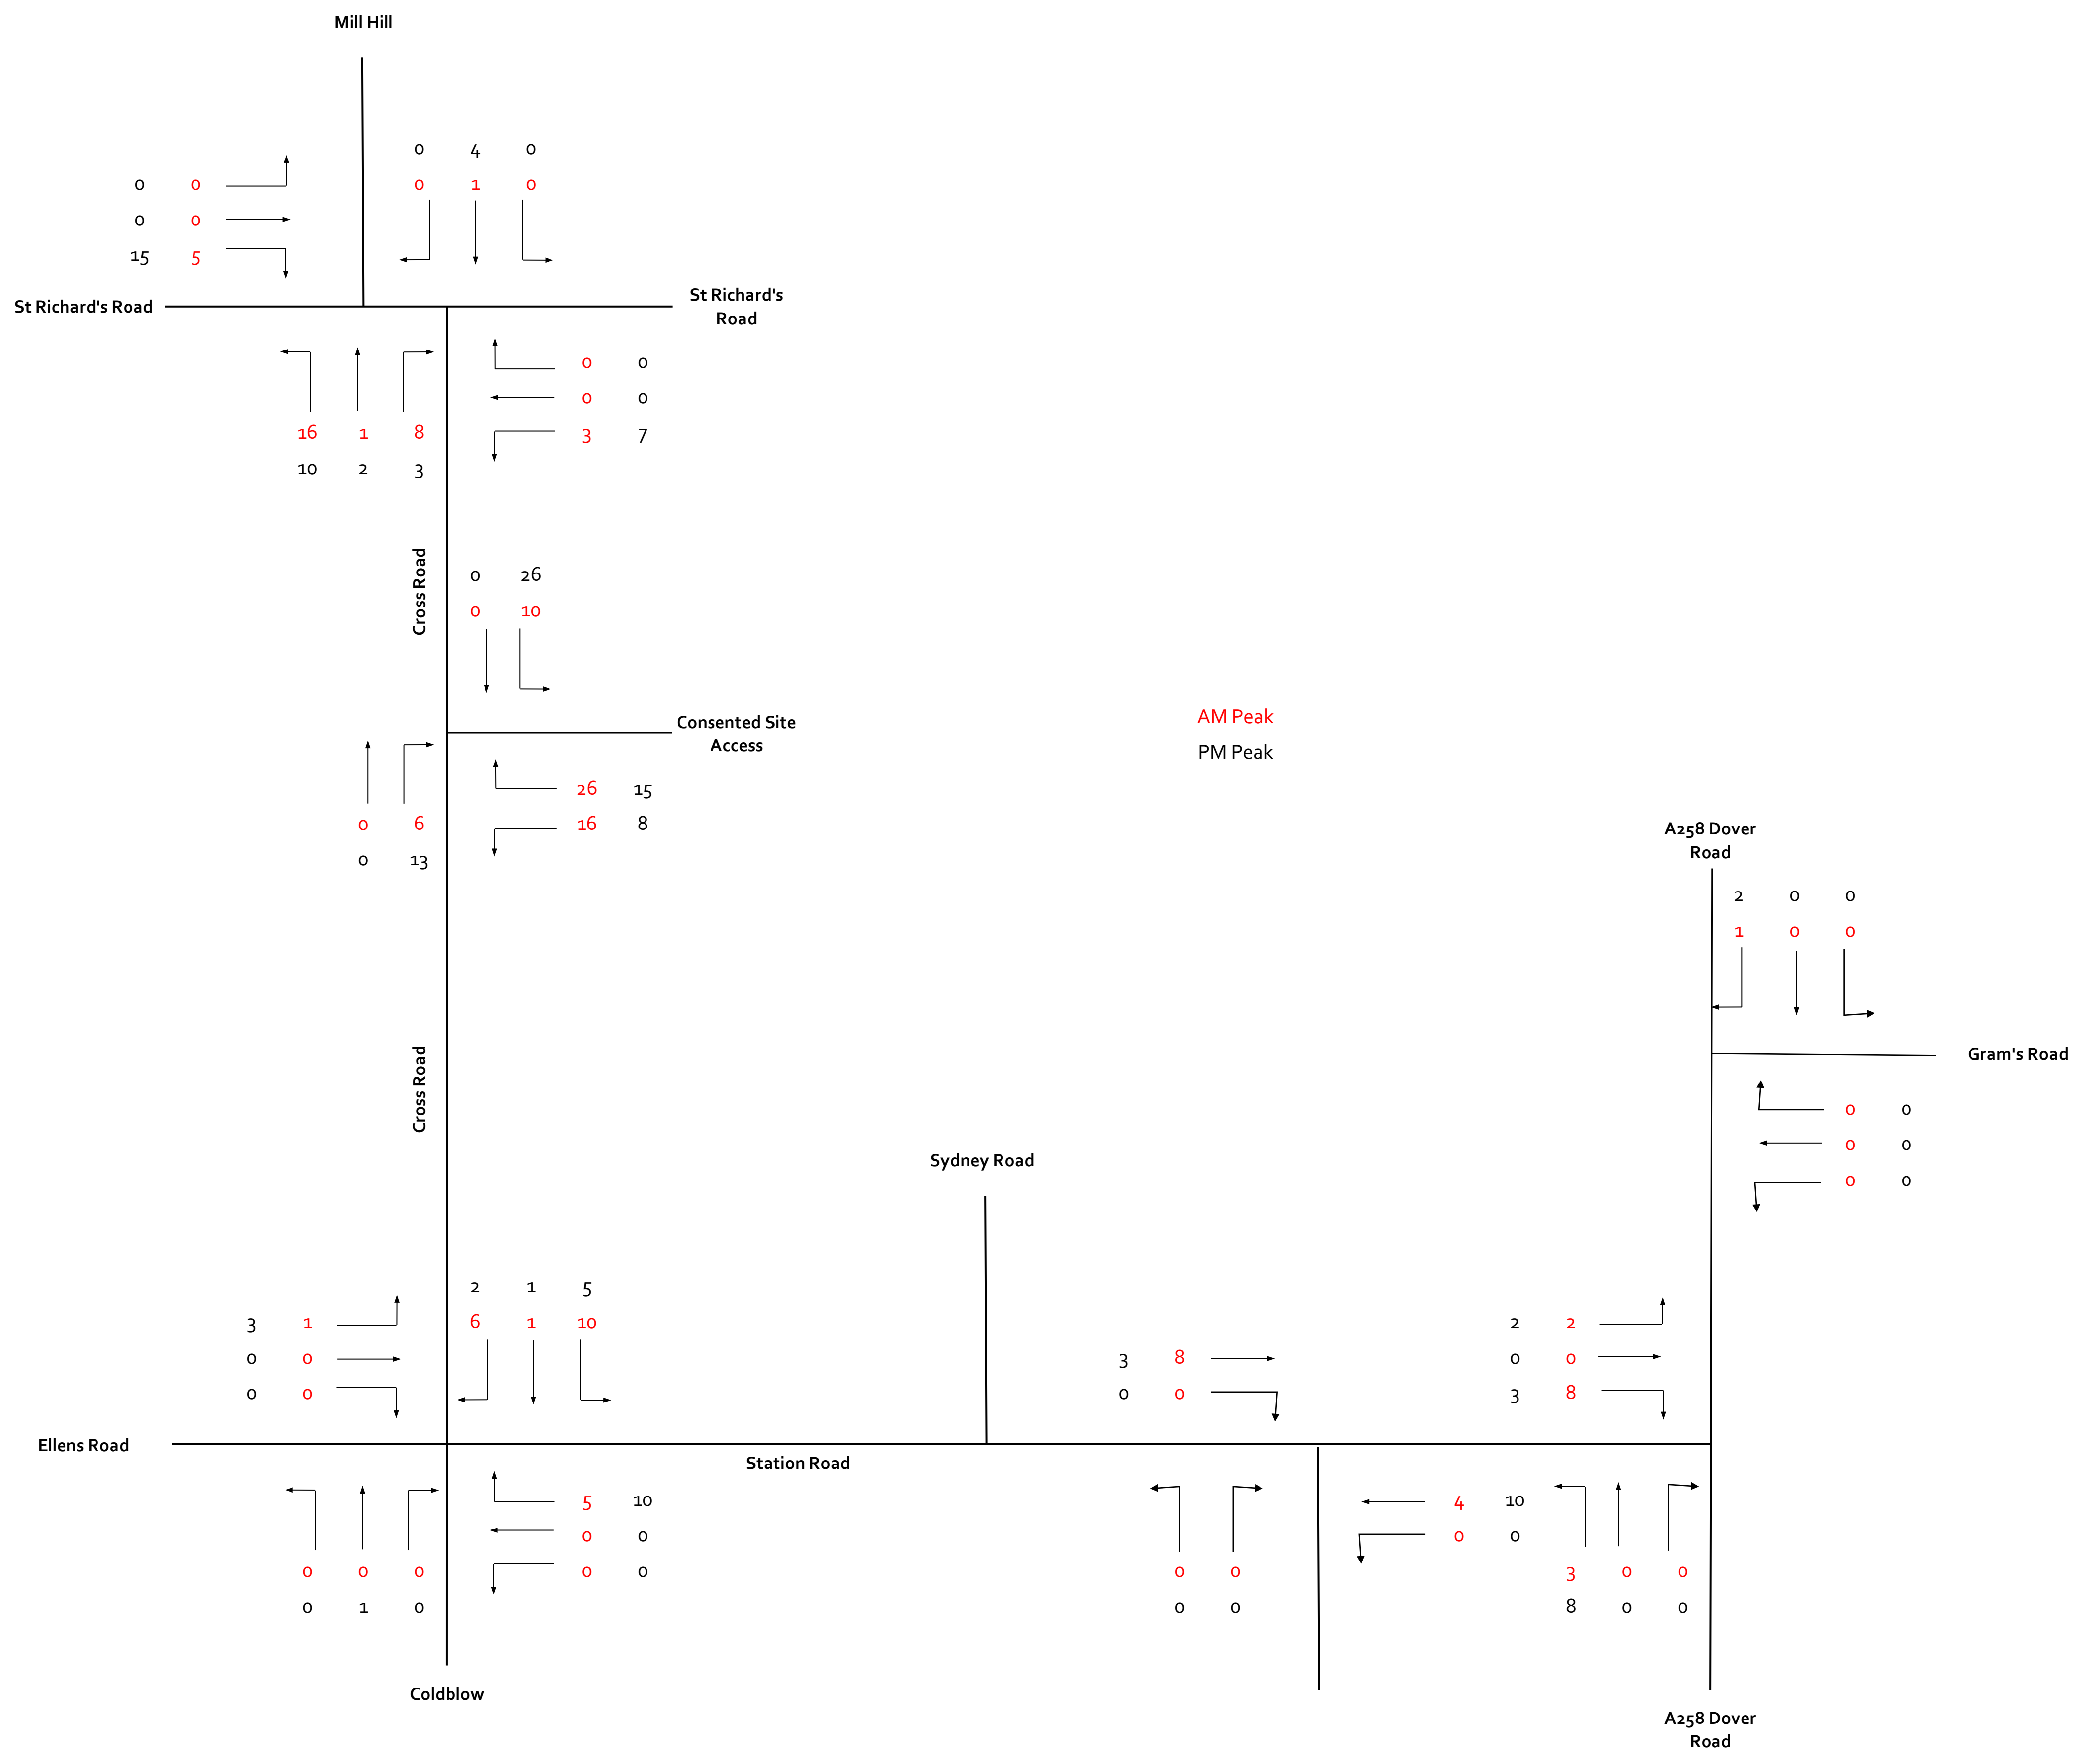 Mill Hill
0 4 0
0 0
0 1 0
0 0
15 5
St Richard's Road
St Richard's
Road
0 0
0 0
16 1 8
3 7
10 2 3
Cross Road
0 26
0 10
AM Peak
Consented Site
Access
PM Peak
26 15
0 6
16 8
0 13
A258 Dover
Road
2 0 0
1 0 0
Cross Road
Gram's Road
0 0
0 0
Sydney Road
0 0
2 1 5
3 1
6 1 10
2 2
0 0
3 8
0 0
0 0
0 0
3 8
Ellens Road
Station Road
5 10
4 10
0 0
0 0
0 0 0
0 0
0 0
3 0 0
0 1 0
0 0
8 0 0
Coldblow
A258 Dover
Road